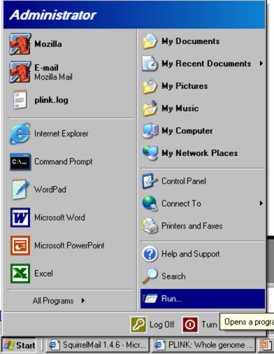 Administrator
Mozilla
E-mail
Mozilla Mail
plink.log
Internet Explorer
Command Prompt
WordPad
Microsoft Word
Microsoft PowerPoint
Excel
All Programs
My Documents
My Recent Documents
My Pictures
My Music
My Computer
My Network Places
Control Panel
Connect To
Printers and Faxes
Help and Support
Search
Run...
Log Off
Turn
Opens a progra
Start
SquirrelMail 1.4.6 - Micr...
PLINK: Whole genome ...